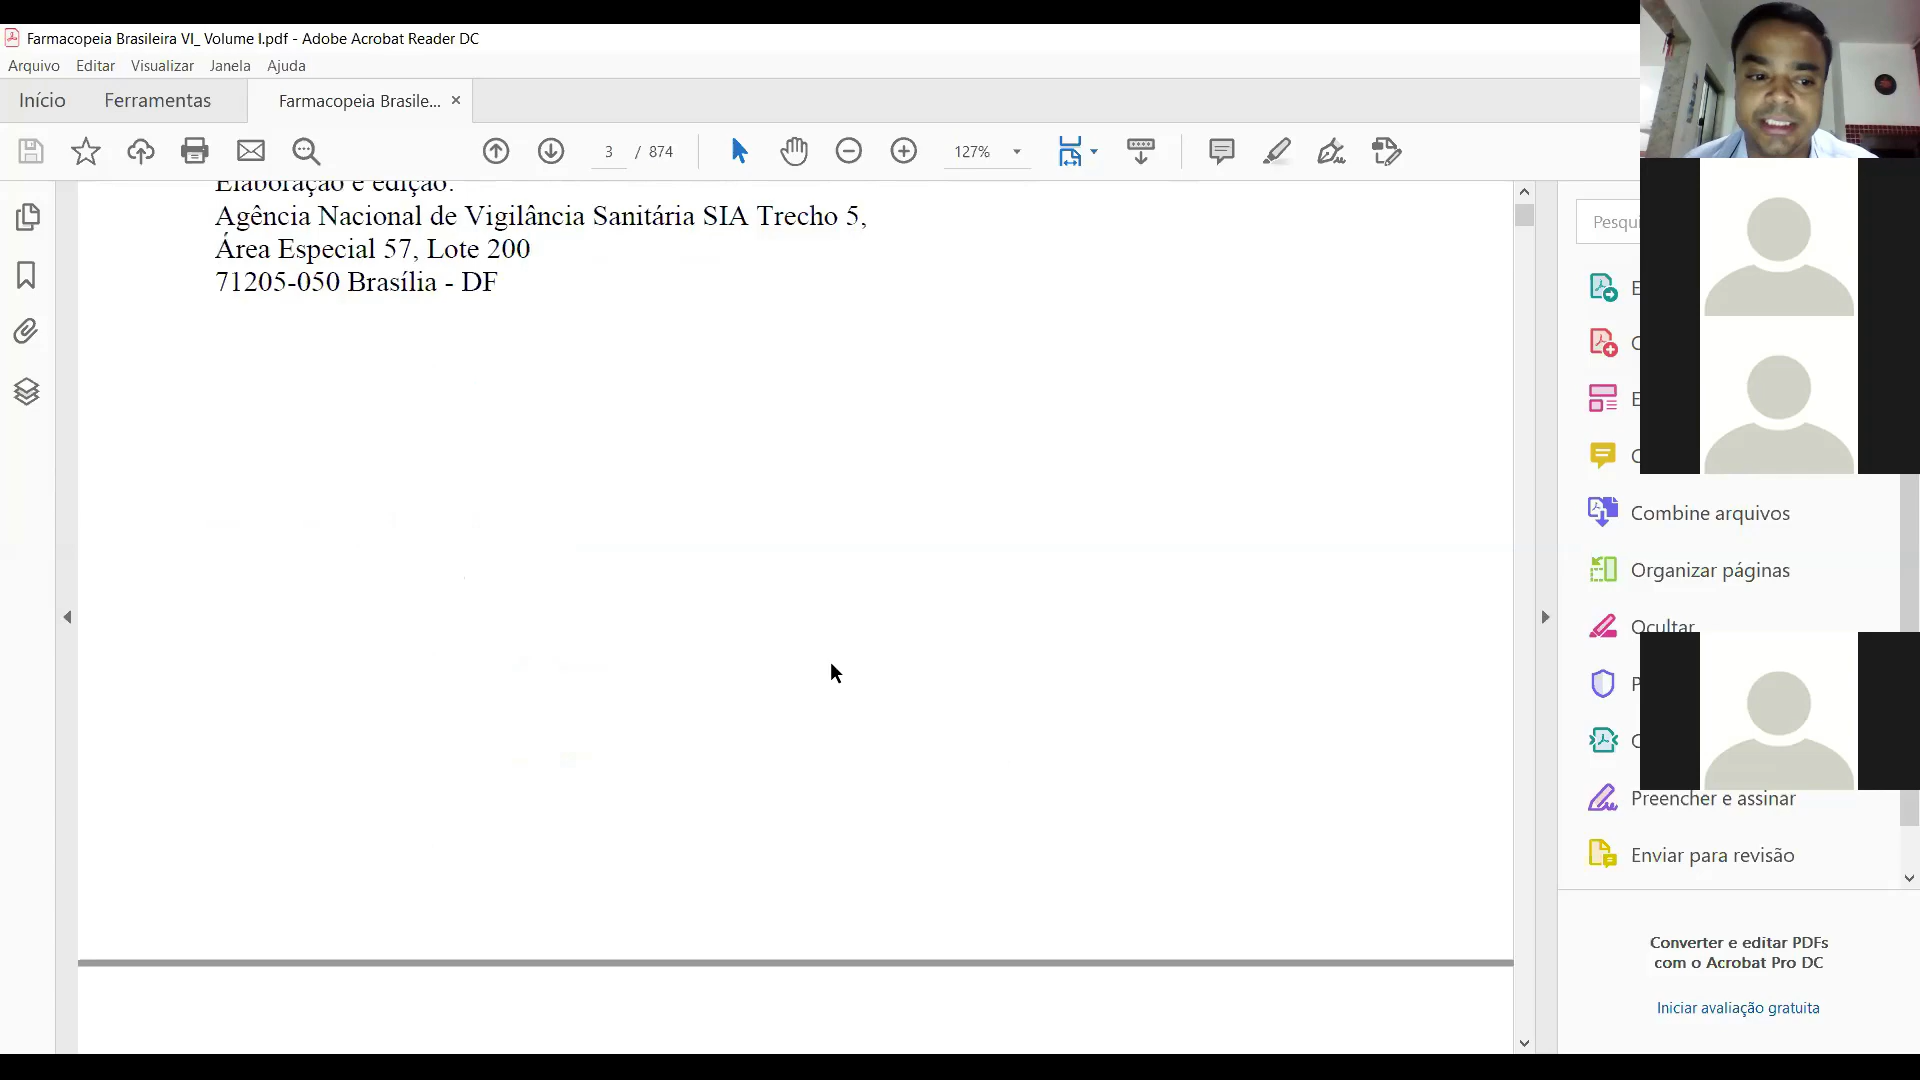 Farmacopeia Brasileira VI_ Volume I.pdf - Adobe Acrobat Reader DC
Arquivo Editar Visualizar Janela Ajuda
Início Ferramentas Farmacopeia Brasile... ×
3 / 874 127%
Elaboração e edição:
Agência Nacional de Vigilância Sanitária SIA Trecho 5,
Área Especial 57, Lote 200
71205-050 Brasília - DF
Pesqui
E
C
E
C
Combine arquivos
Organizar páginas
Ocultar
P
C
Preencher e assinar
Enviar para revisão
Converter e editar PDFs
com o Acrobat Pro DC
Iniciar avaliação gratuita